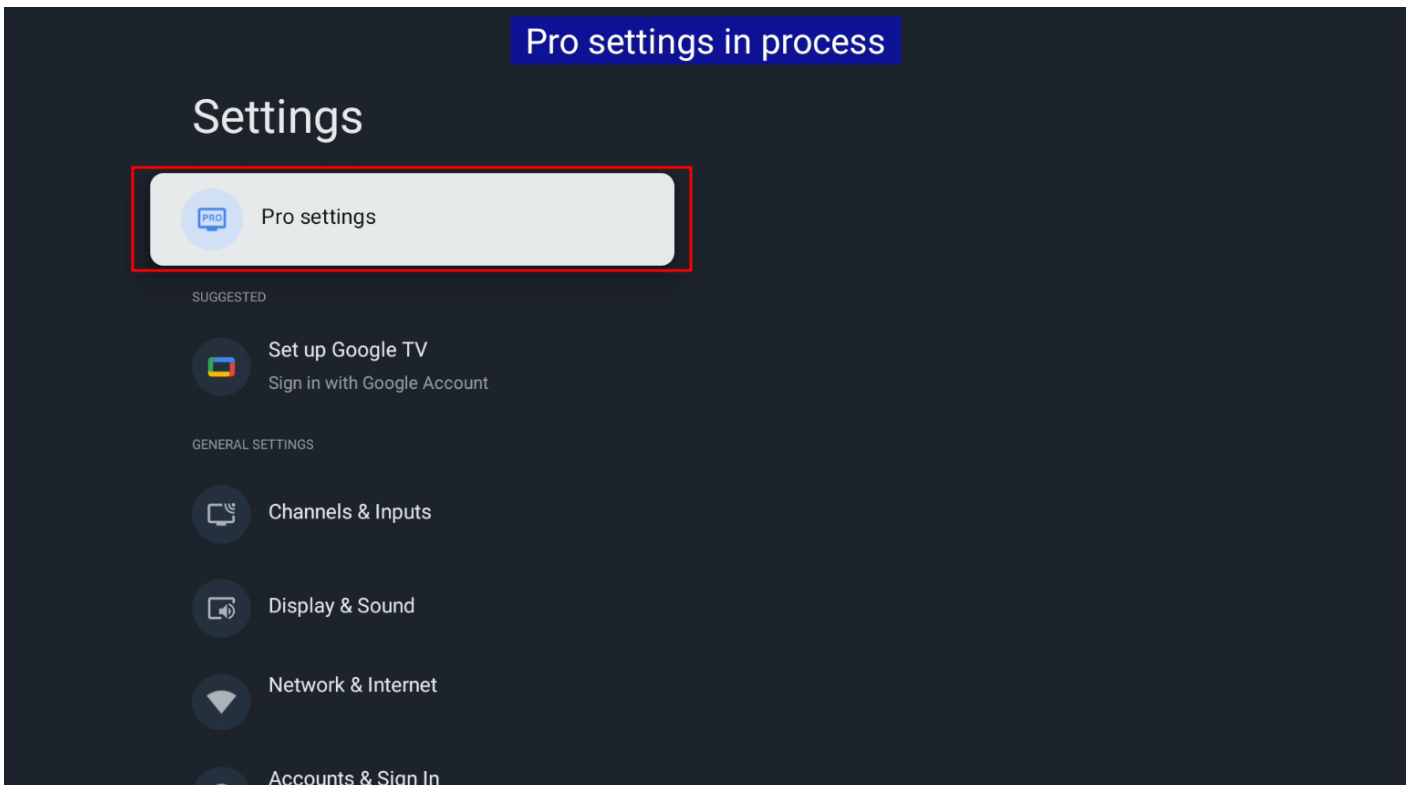 Pro settings in process
Settings
PRO
Pro settings
SUGGESTED
Set up Google TV
Sign in with Google Account
GENERAL SETTINGS
Channels & Inputs
Display & Sound
Network & Internet
Accounts & Sign In